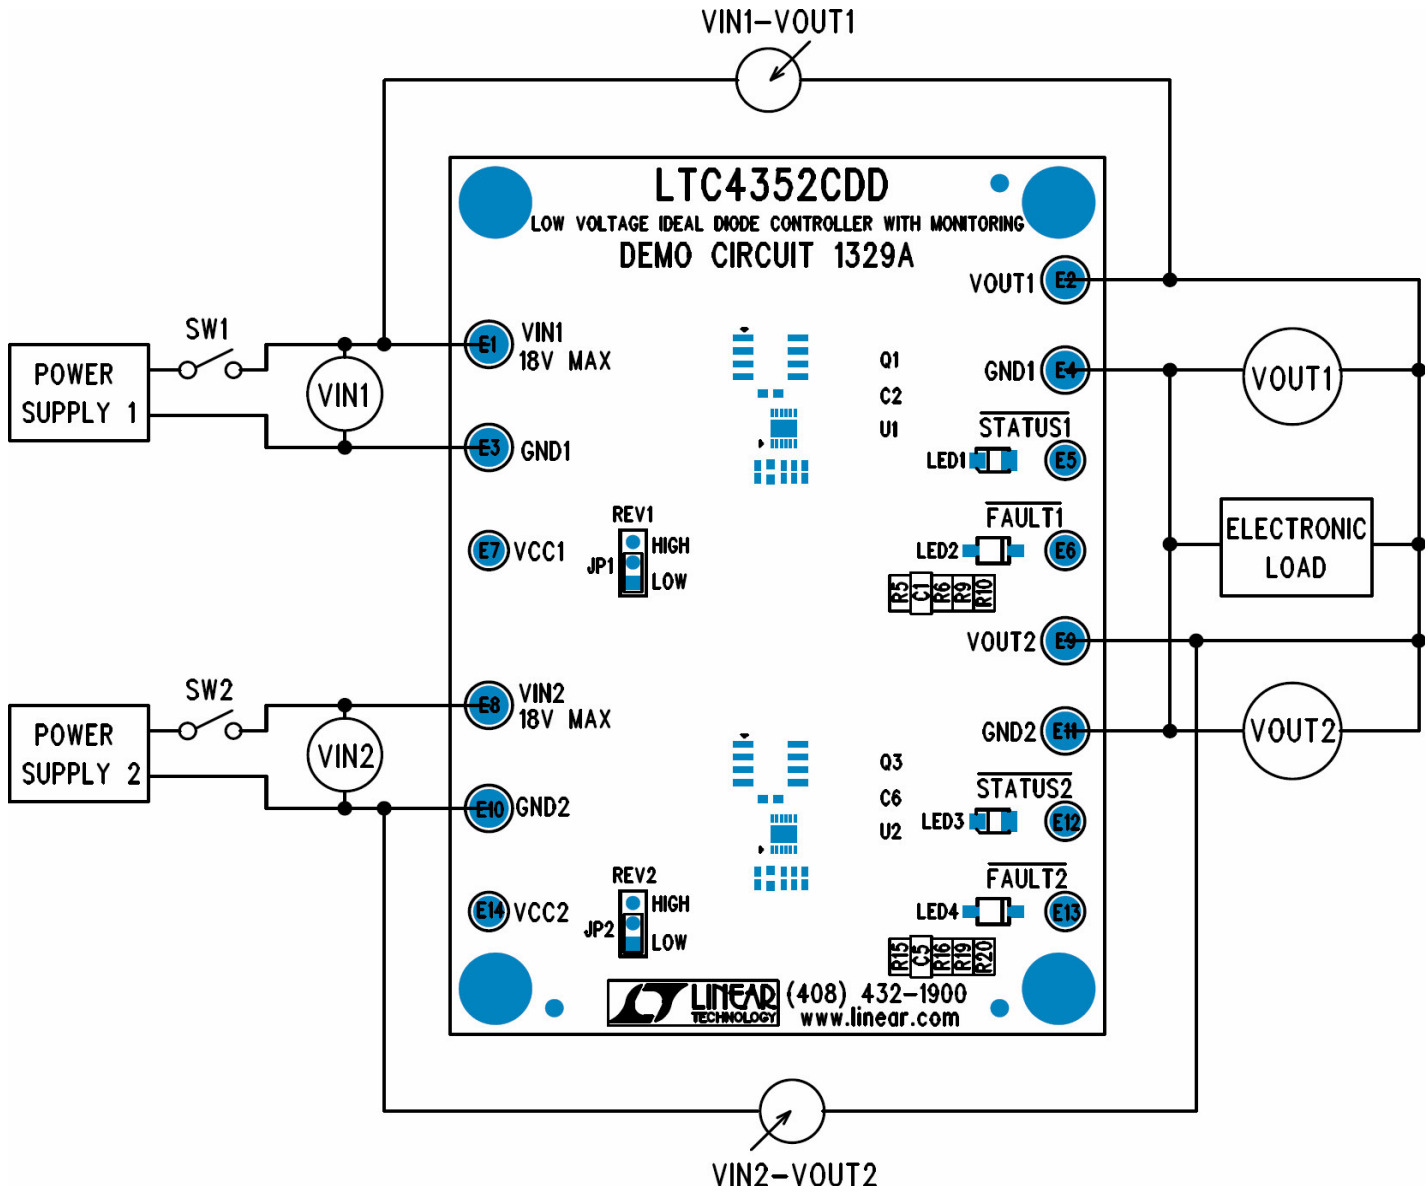 VIN1-VOUT1
LTC4352CDD
LOW VOLTAGE IDEAL DIODE CONTROLLER WITH MONITORING
DEMO CIRCUIT 1329A
VOUT1
E2
SW1
POWER
SUPPLY 1
VIN1
E1
VIN1
18V MAX
E3
GND1
Q1
C2
U1
GND1
E4
VOUT1
STATUS1
LED1
E5
FAULT1
LED2
E6
ELECTRONIC
LOAD
E7
VCC1
REV1
HIGH
JP1
LOW
R5
C1
R6
R9
R10
VOUT2
E9
SW2
POWER
SUPPLY 2
VIN2
E8
VIN2
18V MAX
E10
GND2
GND2
E11
VOUT2
Q3
C6
U2
STATUS2
LED3
E12
FAULT2
LED4
E13
E14
VCC2
REV2
HIGH
JP2
LOW
R15
C5
R16
R19
R20
LINEAR
TECHNOLOGY
(408) 432-1900
www.linear.com
VIN2-VOUT2